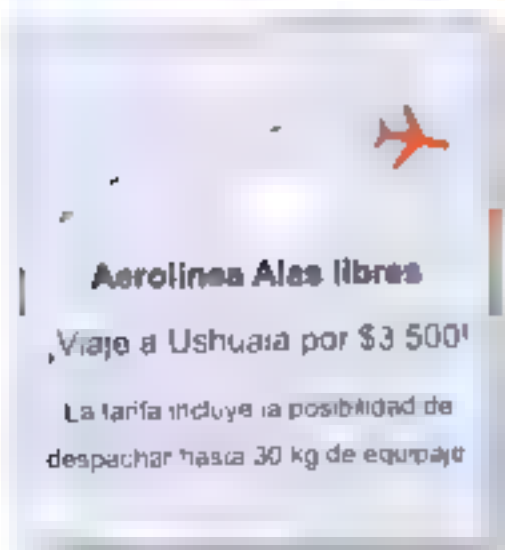 Aerolínea Alas libres
¡Viaje a Ushuaia por $3 500!
La tarifa incluye la posibilidad de
despachar hasta 30 kg de equipaje